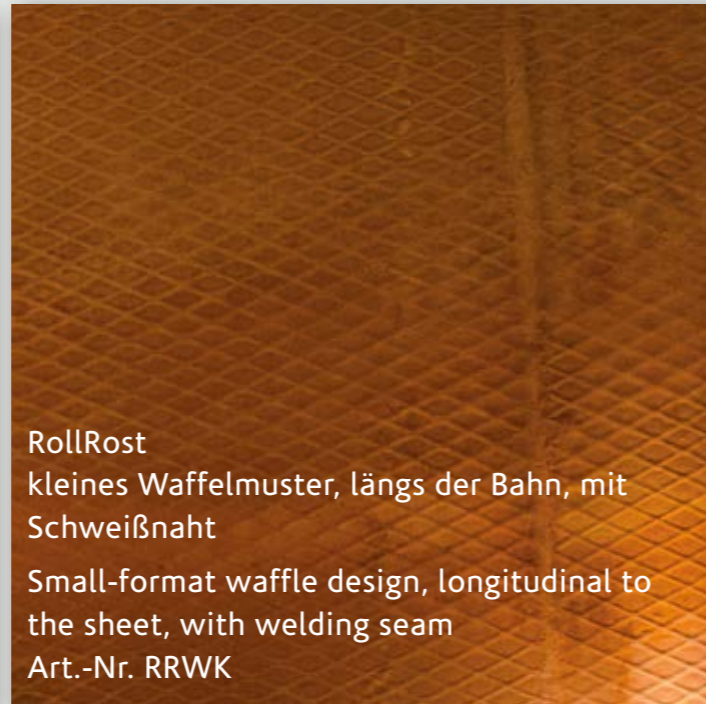 RollRost
kleines Waffelmuster, längs der Bahn, mit
Schweißnaht
Small-format waffle design, longitudinal to
the sheet, with welding seam
Art.-Nr. RRWK